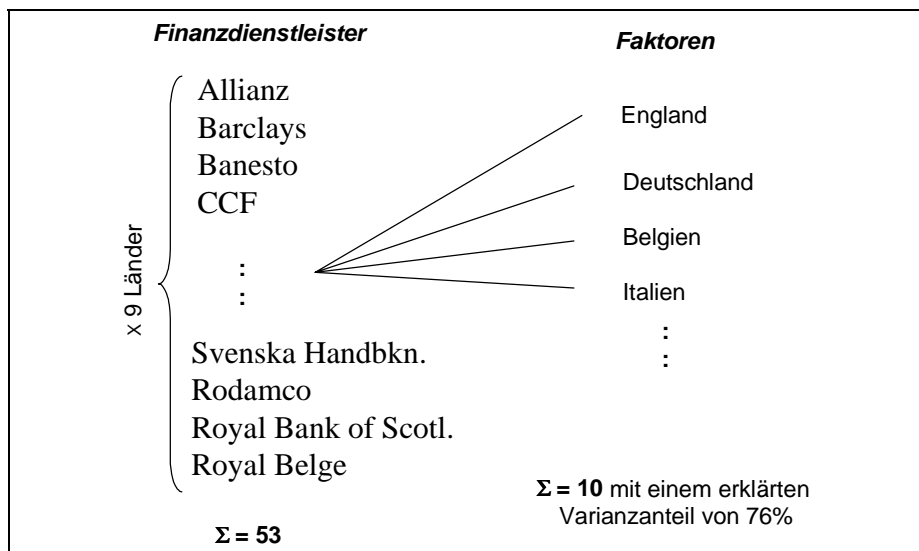 Finanzdienstleister
Allianz
Barclays
Banesto
CCF
:
:
Svenska Handbkn.
Rodamco
Royal Bank of Scotl.
Royal Belge
x 9 Länder
Σ = 53
Faktoren
England
Deutschland
Belgien
Italien
:
:
Σ = 10 mit einem erklärten
Varianzanteil von 76%